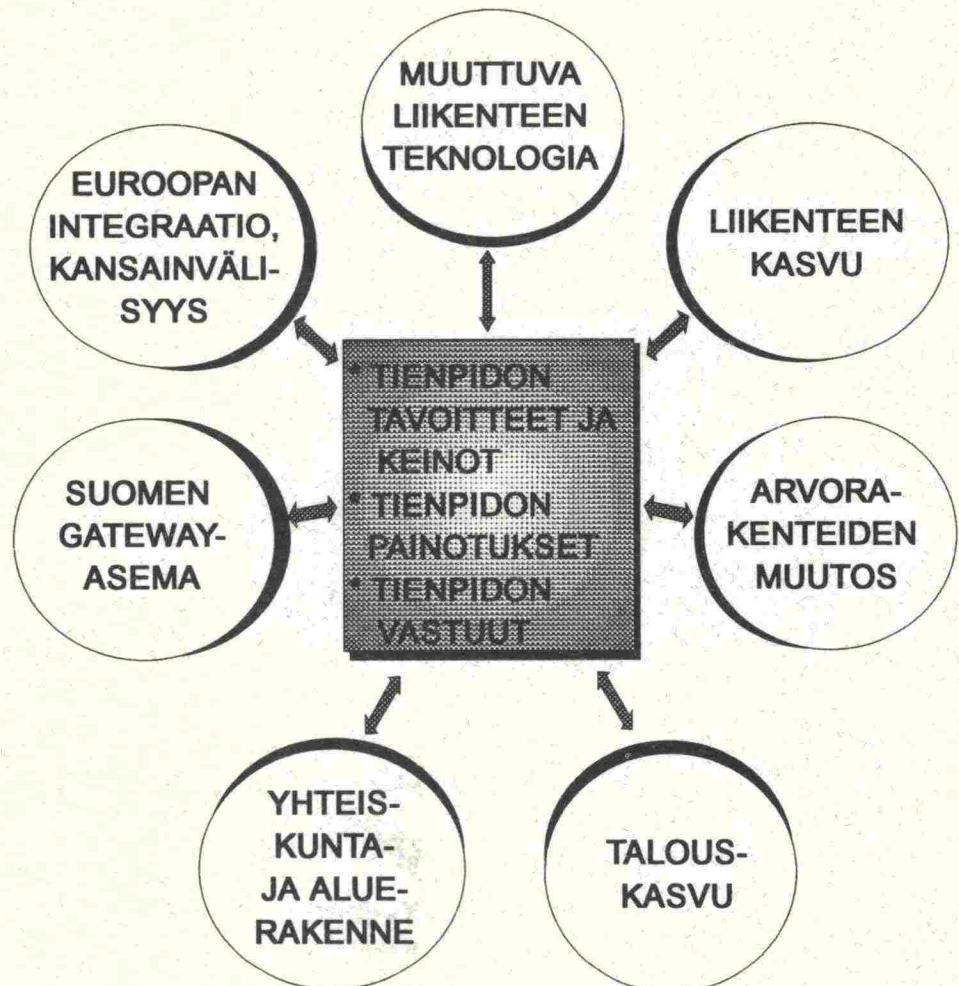 MUUTTUVA
LIIKENTEEN
TEKNOLOGIA
EUROOPAN
INTEGRAATIO,
KANSAINVÄLI-
SYYS
LIIKENTEEN
KASVU
* TIENPIDON
TAVOITTEET JA
KEINOT
* TIENPIDON
PAINOTUKSET
* TIENPIDON
VASTUUT
SUOMEN
GATEWAY-
ASEMA
ARVORA-
KENTEIDEN
MUUTOS
YHTEIS-
KUNTA-
JA ALUE-
RAKENNE
TALOUS-
KASVU